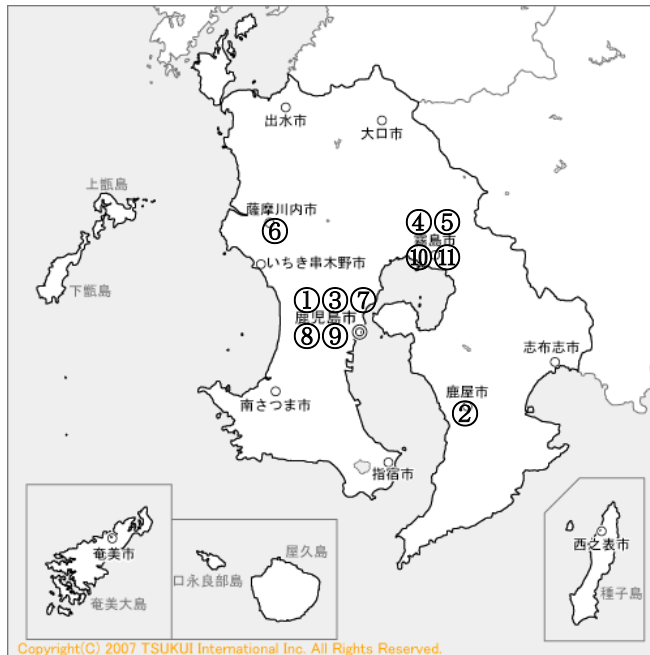 出水市
大口市
上甑島
薩摩川内市
④⑤
⑥
霧島市
⑩⑪
いちき串木野市
下甑島
①③⑦
鹿児島市
⑧⑨
志布志市
南さつま市
鹿屋市
②
指宿市
奄美市
奄美大島
屋久島
口永良部島
西之表市
種子島
Copyright(C) 2007 TSUKUI International Inc. All Rights Reserved.